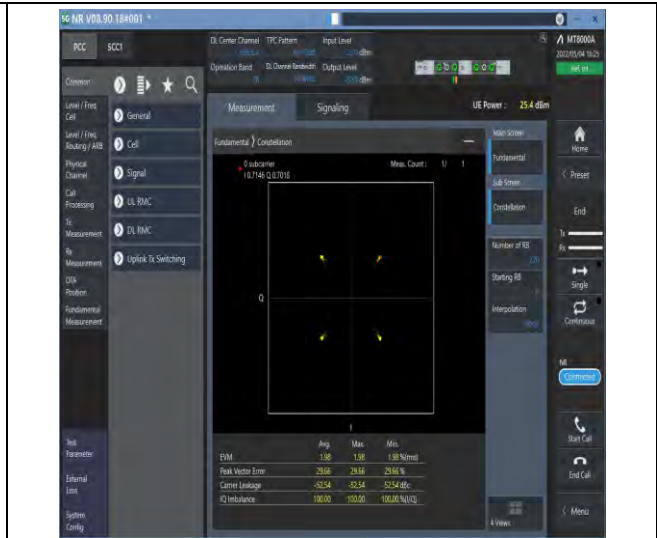 5G NR V08.90.18#001 *
PCC SCC1
DL Center Channel TPC Pattern Input Level
dBm
Operation Band DL Channel Bandwidth Output Level
dBm
MT8000A
2022/05/04 16:25
Common
Level / Freq.
Cell
Level / Freq.
Routing / ARB
Physical
Channel
Call
Processing
Tx
Measurement
Rx
Measurement
OTA
Position
Fundamental
Measurement
Test
Parameter
External
Loss
System
Config
General
Cell
Signal
UL RMC
DL RMC
Uplink Tx Switching
Measurement Signaling UE Power : 25.4 dBm
Fundamental Constellation
0 subcarrier Meas. Count : 1/ 1
I 0.7146 Q 0.7016
Q
I
Avg. Max. Min.
EVM 1.98 1.98 1.98 %(rms)
Peak Vector Error 29.66 29.66 29.66 %
Carrier Leakage -52.54 -52.54 -52.54 dBc
IQ Imbalance 100.00 100.00 100.00 %(I/Q)
Main Screen
Fundamental
Sub Screen
Constellation
Number of RB
Starting RB
Interpolation
4 Views
Home
Preset
End
Tx
Rx
Single
Continuous
NR
Connected
Start Call
End Call
Menu